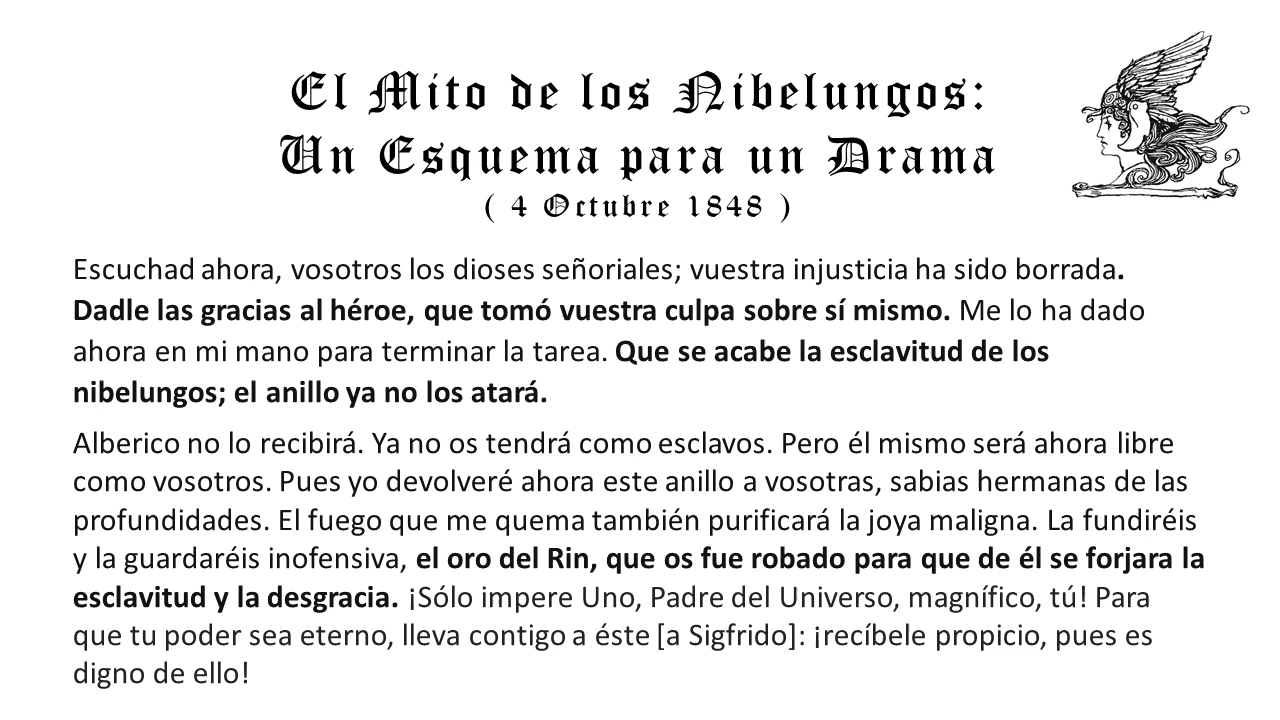 El Mito de los Nibelungos:
Un Esquema para un Drama
( 4 Octubre 1848 )
Escuchad ahora, vosotros los dioses señoriales; vuestra injusticia ha sido borrada.
Dadle las gracias al héroe, que tomó vuestra culpa sobre sí mismo. Me lo ha dado
ahora en mi mano para terminar la tarea. Que se acabe la esclavitud de los
nibelungos; el anillo ya no los atará.
Alberico no lo recibirá. Ya no os tendrá como esclavos. Pero él mismo será ahora libre
como vosotros. Pues yo devolveré ahora este anillo a vosotras, sabias hermanas de las
profundidades. El fuego que me quema también purificará la joya maligna. La fundiréis
y la guardaréis inofensiva, el oro del Rin, que os fue robado para que de él se forjara la
esclavitud y la desgracia. ¡Sólo impere Uno, Padre del Universo, magnífico, tú! Para
que tu poder sea eterno, lleva contigo a éste [a Sigfrido]: ¡recíbele propicio, pues es
digno de ello!